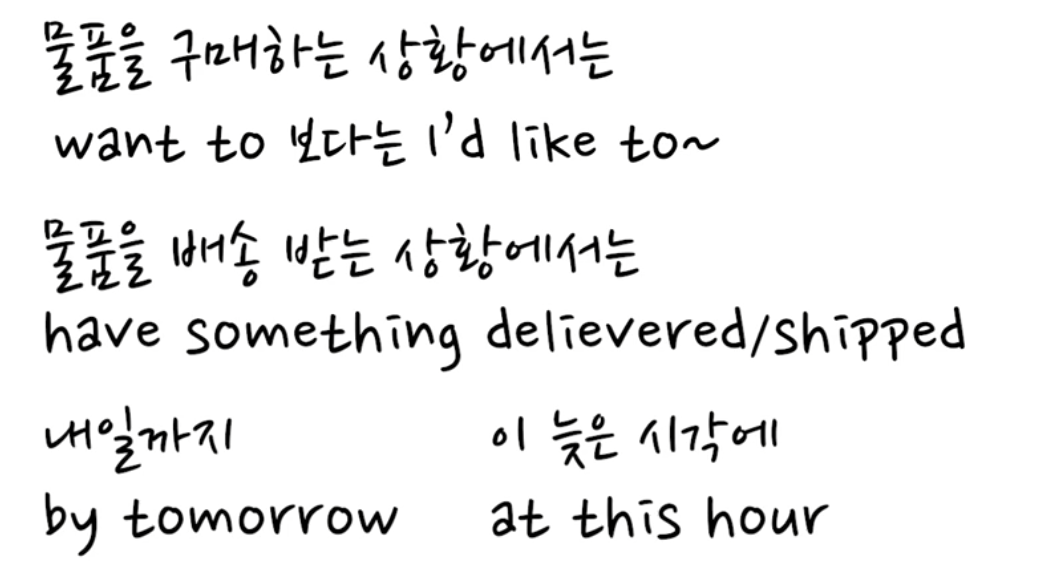 물품을 구매하는 상황에서는
want to 보다는 I'd like to~
물품을 배송 받는 상황에서는
have something delievered/shipped
내일까지 이 늦은 시각에
by tomorrow at this hour